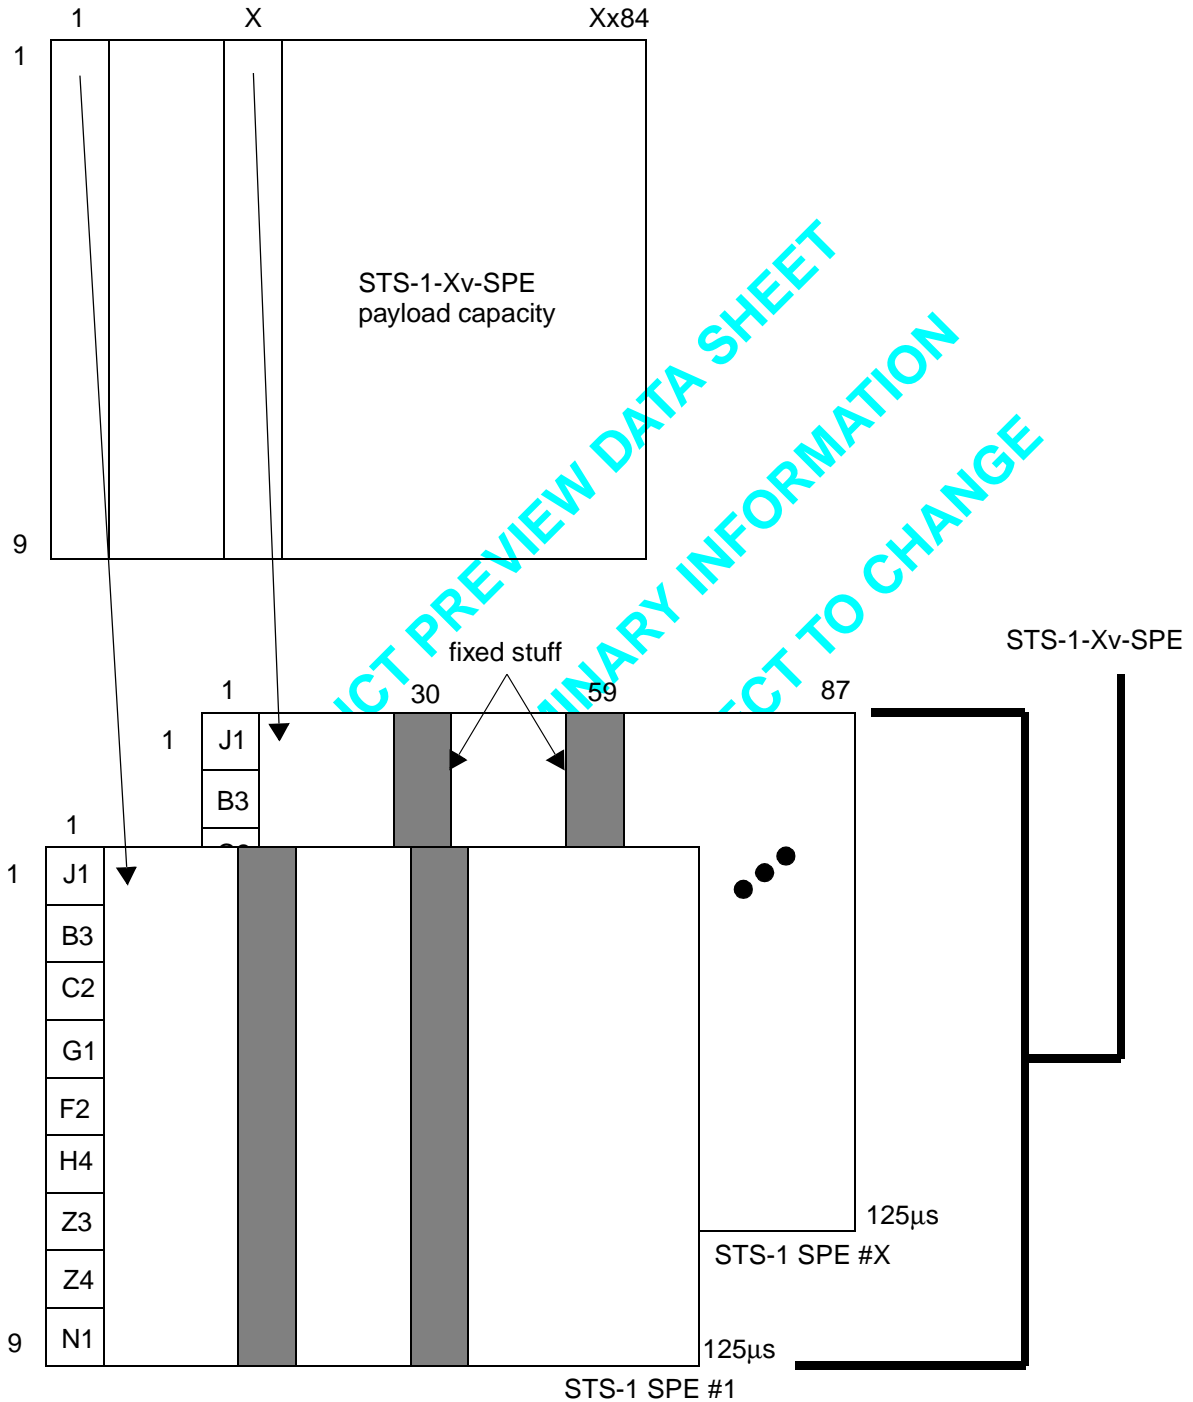 1 X Xx84
1
STS-1-Xv-SPE
payload capacity
9
PREVIEW DATA SHEET
INFORMATION
TO CHANGE
STS-1-Xv-SPE
fixed stuff
1 30 59 87
1 J1
B3
1
1 J1
B3
C2
G1
F2
H4
Z3
Z4
9 N1
125μs
STS-1 SPE #X
125μs
STS-1 SPE #1